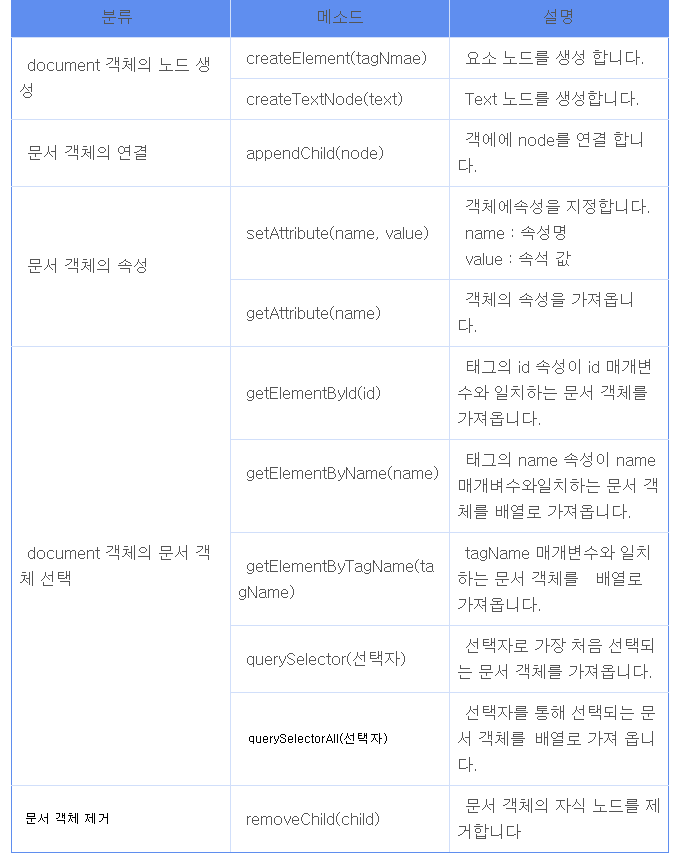 분류 메소드 설명
document 객체의 노드 생
성
createElement(tagNmae)
요소 노드를 생성 합니다.
createTextNode(text)
Text 노드를 생성합니다.
문서 객체의 연결
appendChild(node)
객에에 node를 연결 합니
다.
문서 객체의 속성
setAttribute(name, value)
객체에속성을 지정합니다.
name : 속성명
value : 속석 값
getAttribute(name)
객체의 속성을 가져옵니
다.
document 객체의 문서 객
체 선택
getElementById(id)
태그의 id 속성이 id 매개변
수와 일치하는 문서 객체를
가져옵니다.
getElementByName(name)
태그의 name 속성이 name
매개벼수와일치하는 문서 객
체를 배열로 가져옵니다.
getElementByTagName(ta
gName)
tagName 매개변수와 일치
하는 문서 객체를 배열로
가져옵니다.
querySelector(선택자)
선택자로 가장 처음 선택되
는 문서 객체를 가져옵니다.
querySelectorAll(선택자)
선택자를 통해 선택되는 문
서 객체를 배열로 가져 옵니
다.
문서 객체 제거
removeChild(child)
문서 객체의 자식 노드를 제
거합니다